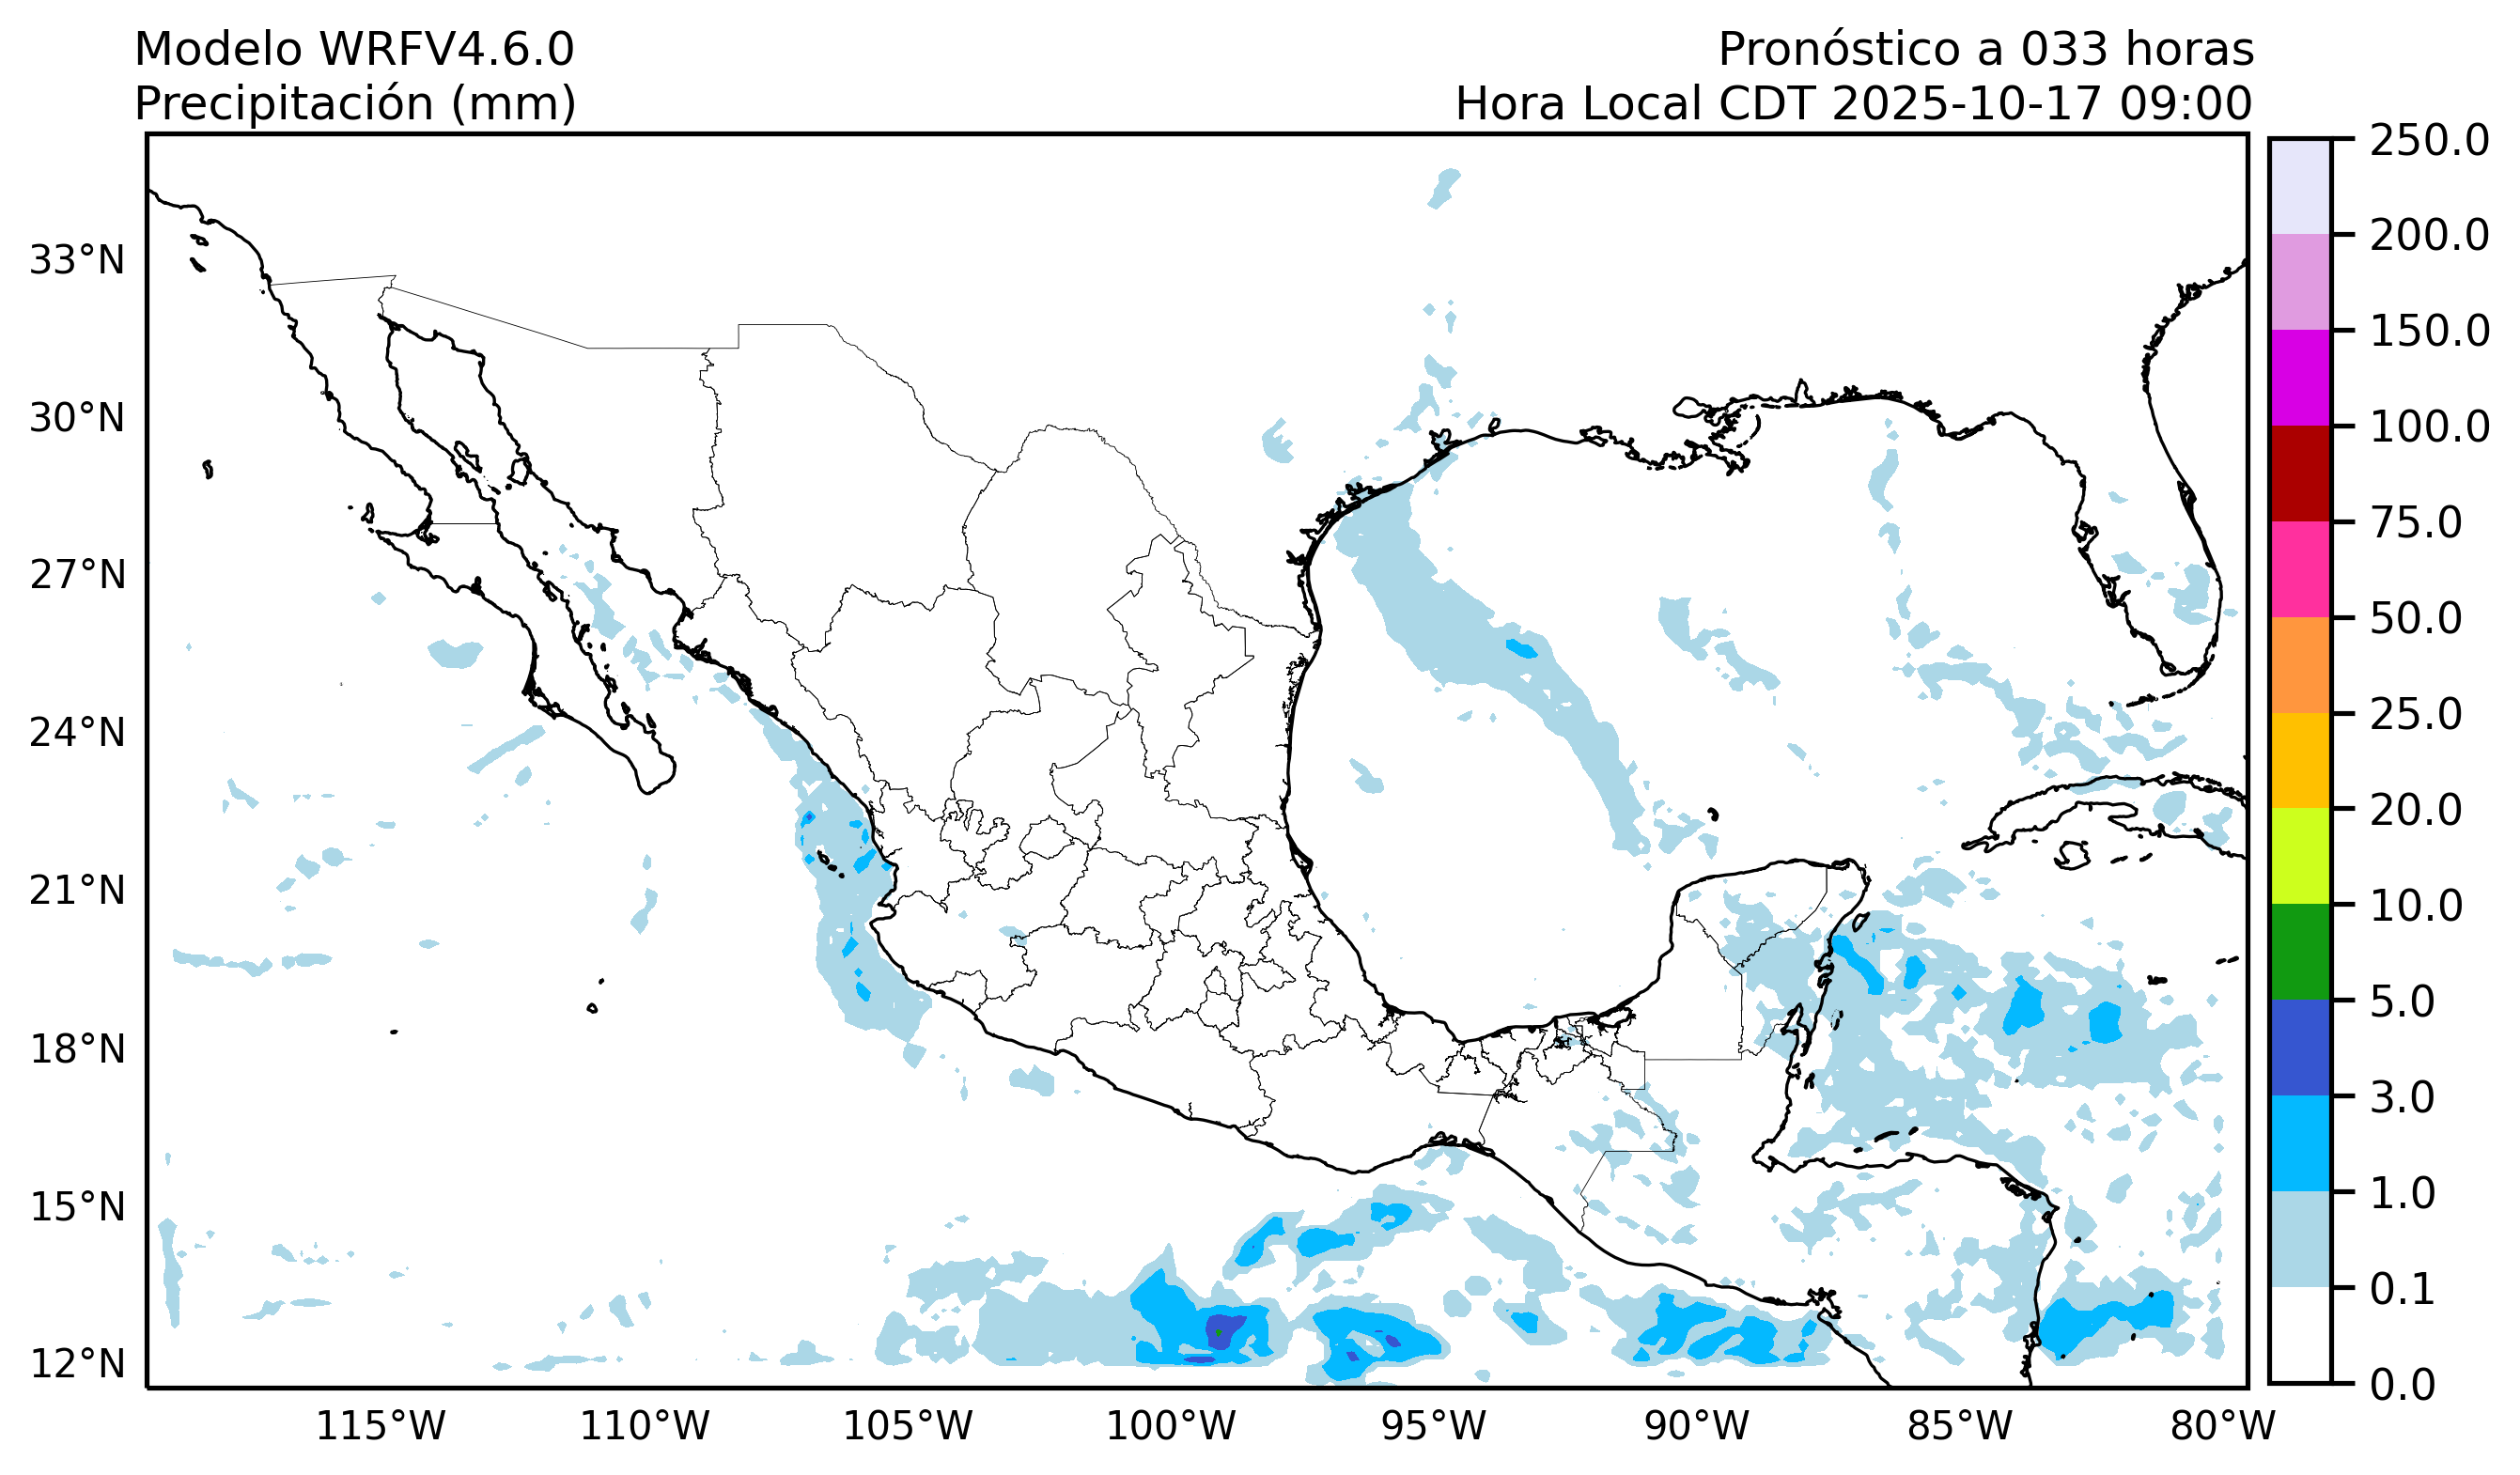 Modelo WRFV4.6.0
Precipitación (mm)
Pronóstico a 033 horas
Hora Local CDT 2025-10-17 09:00
33°N
30°N
27°N
24°N
21°N
18°N
15°N
12°N
115°W
110°W
105°W
100°W
95°W
90°W
85°W
80°W
250.0
200.0
150.0
100.0
75.0
50.0
25.0
20.0
10.0
5.0
3.0
1.0
0.1
0.0